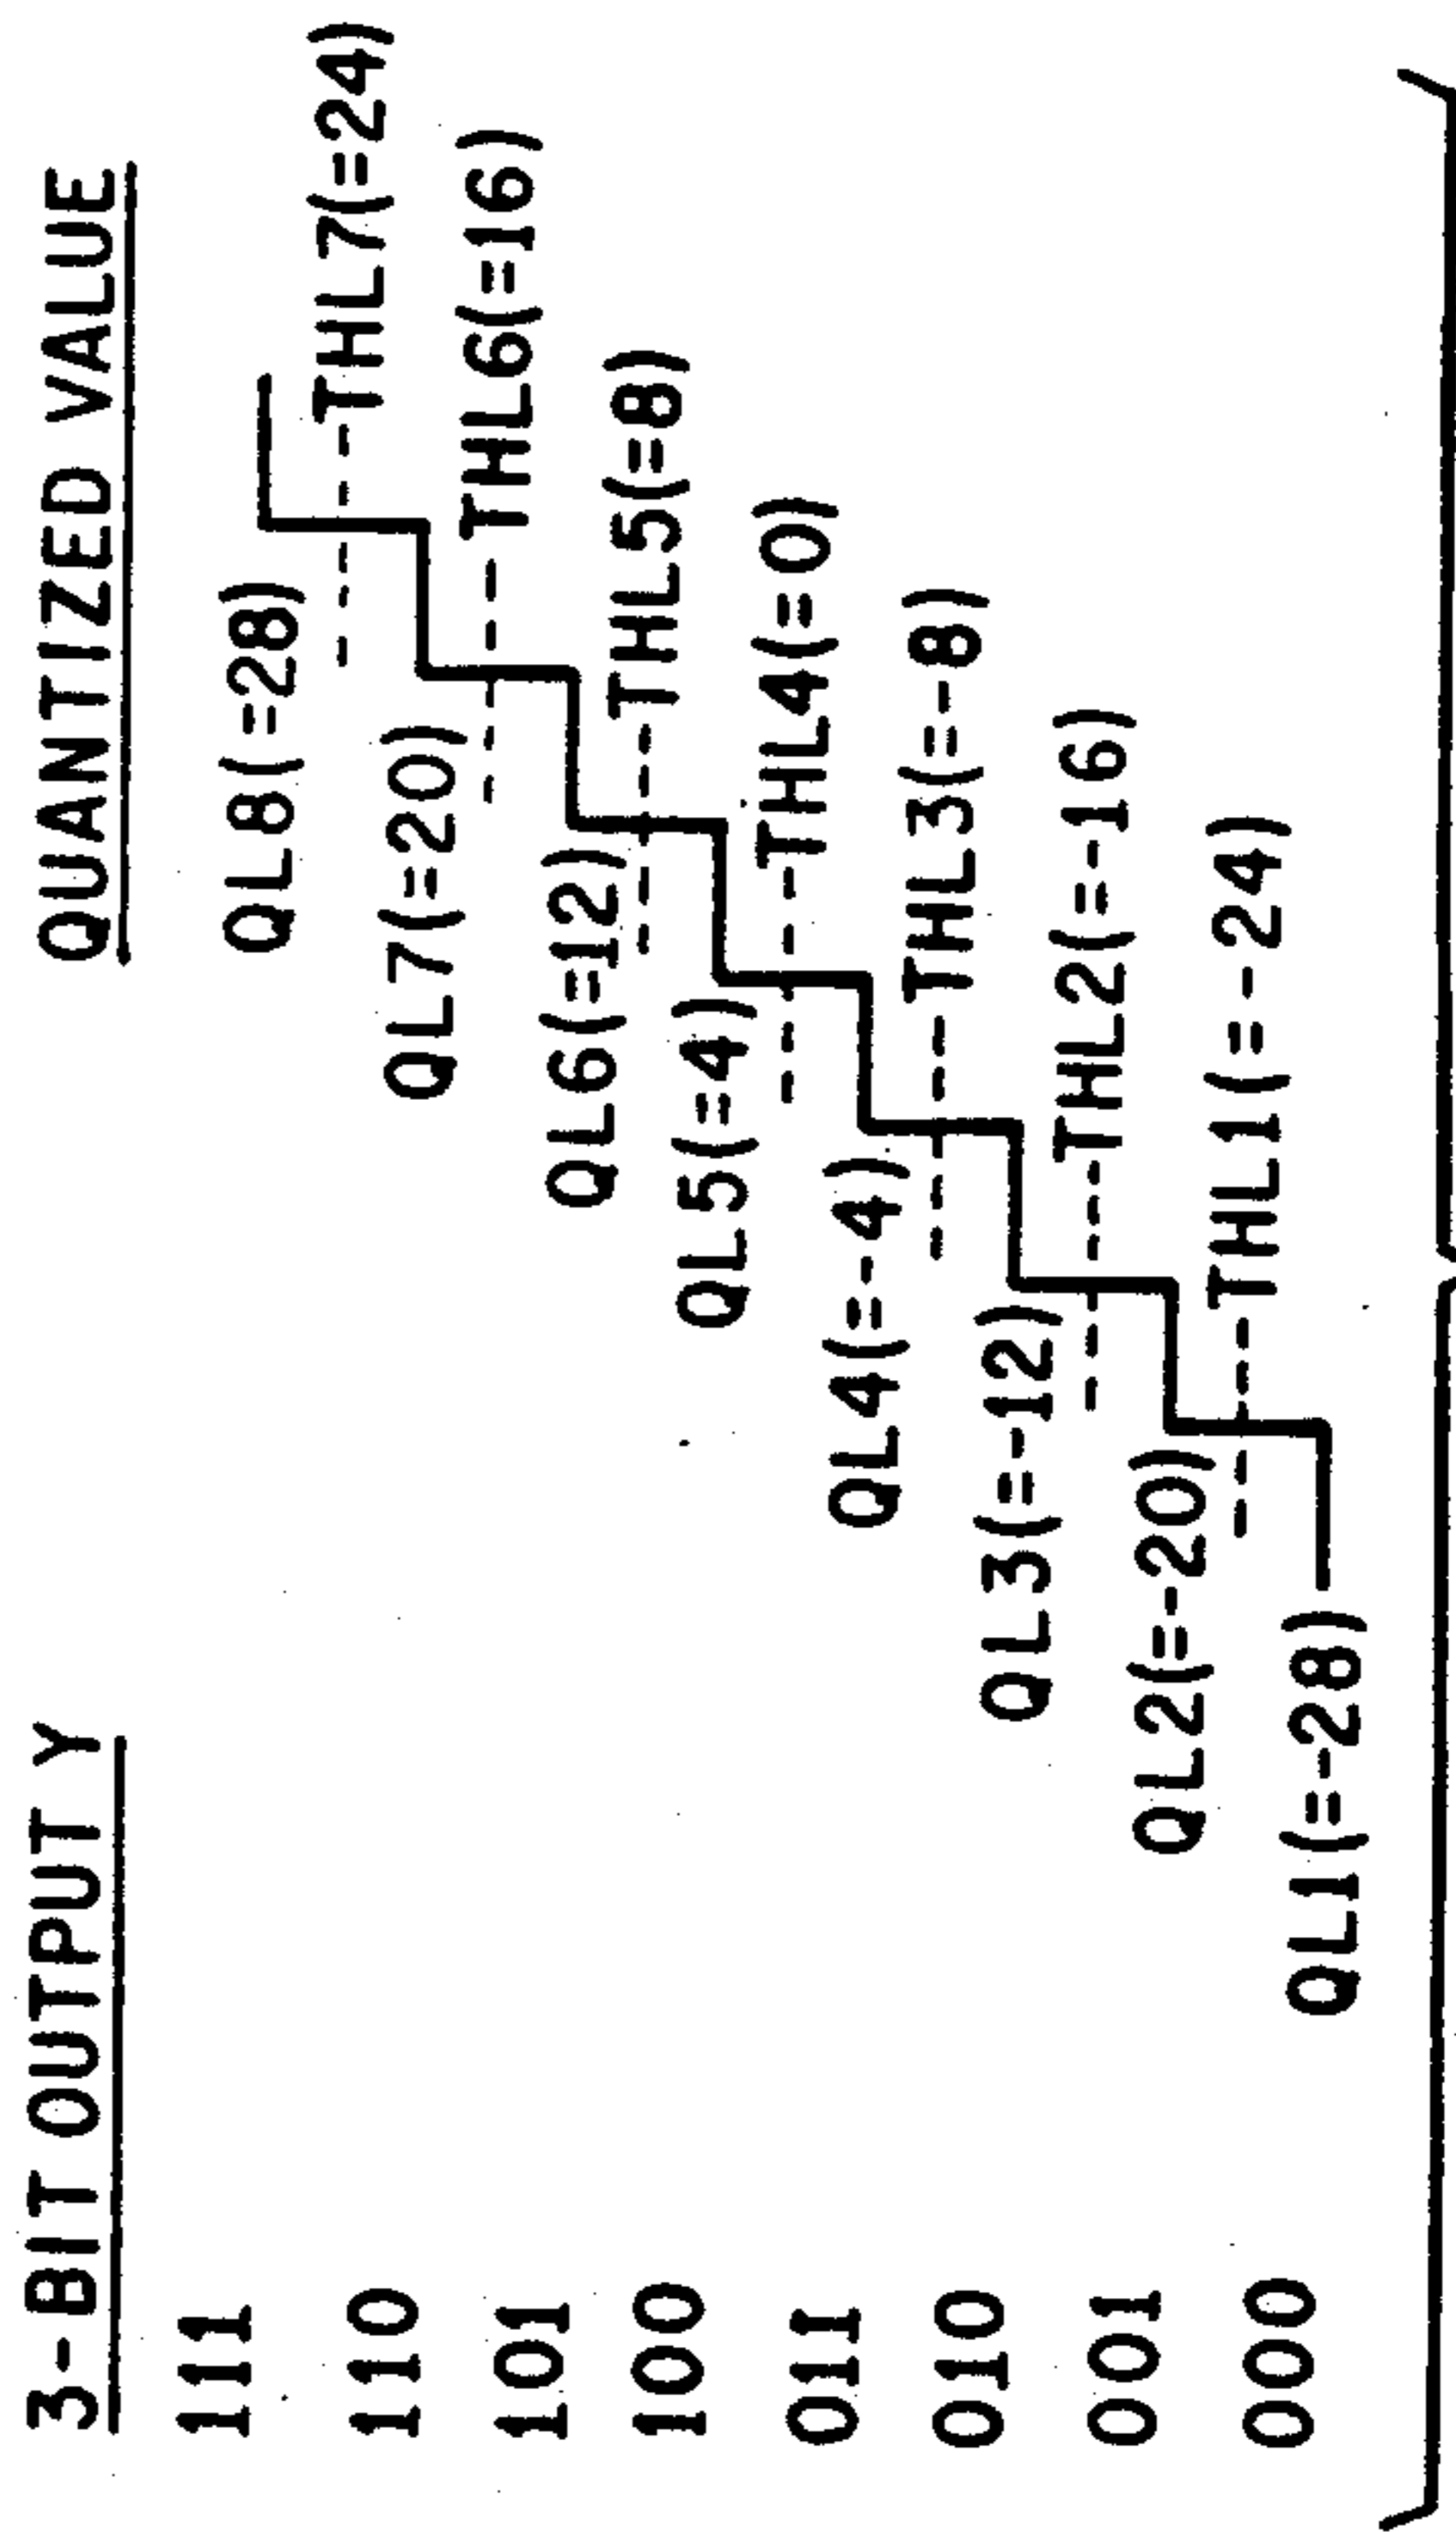 3-BIT OUTPUT Y QUANTIZED VALUE
111 QL8(=28)
THL7(=24)
110 QL7(=20)
THL6(=16)
101 QL6(=12)
THL5(=8)
100 QL5(=4)
THL4(=0)
011 QL4(=-4)
THL3(=-8)
010 QL3(=-12)
THL2(=-16)
001 QL2(=-20)
THL1(=-24)
000 QL1(=-28)